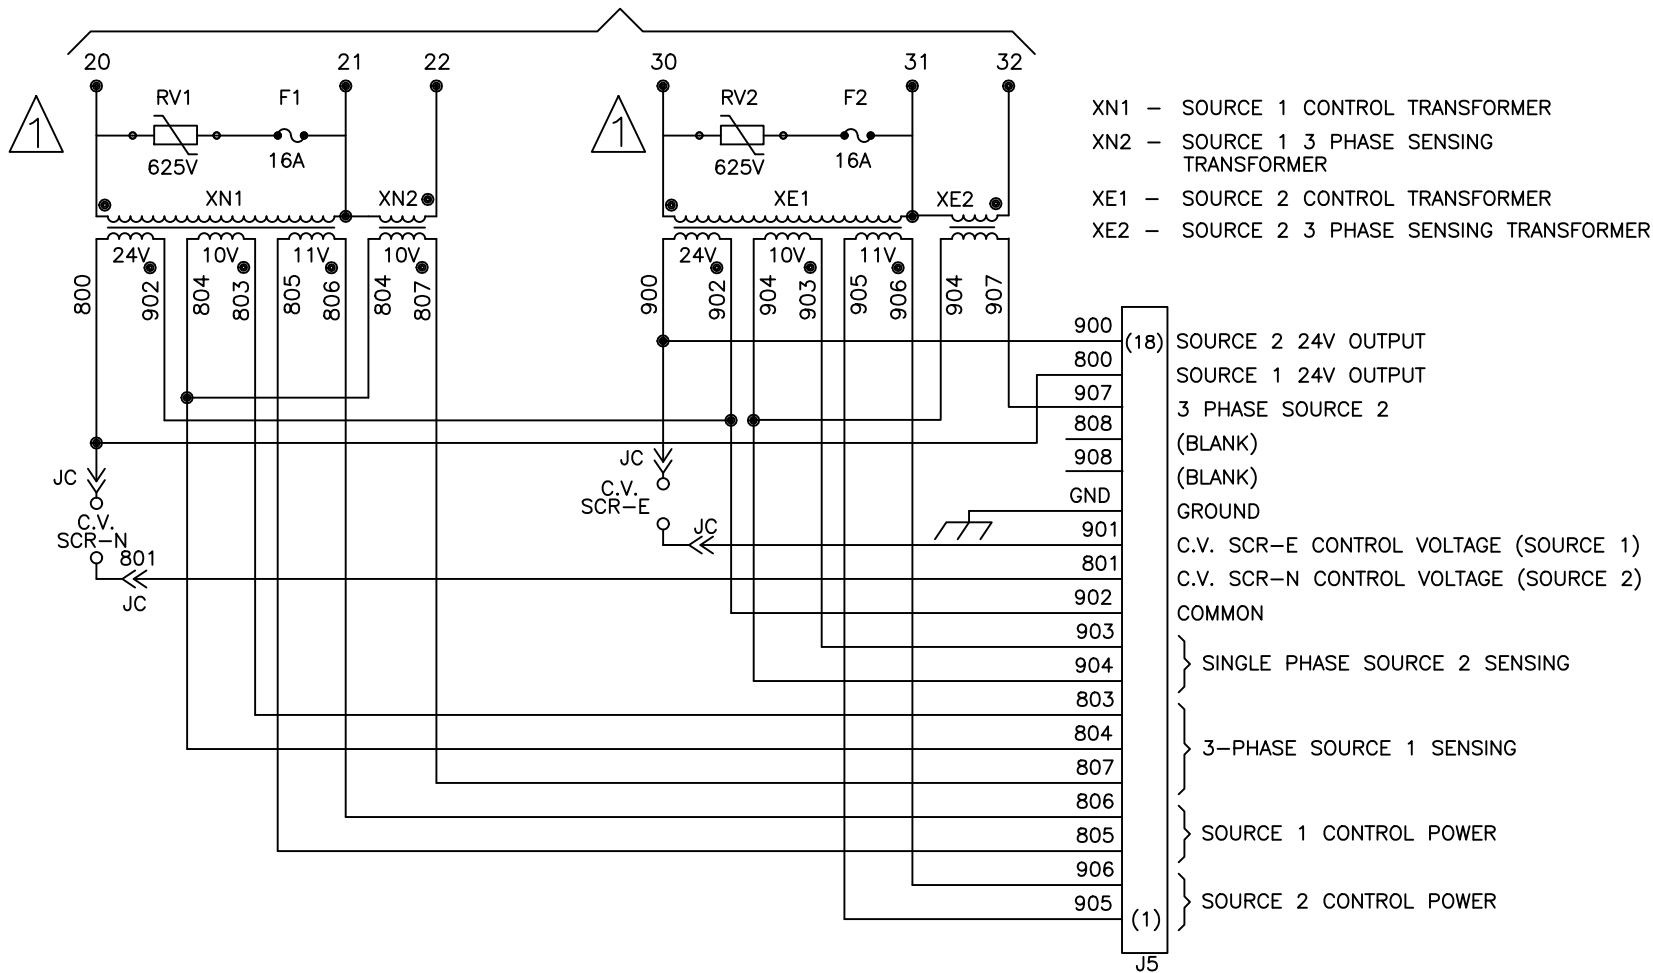 20 21 22 30 31 32
1 RV1 F1 1 RV2 F2
625V 16A 625V 16A
XN1 XN2 XE1 XE2
24V 10V 11V 10V 24V 10V 11V
800 902 804 803 805 806 804 807 900 902 904 903 905 906 904 907
XN1 – SOURCE 1 CONTROL TRANSFORMER
XN2 – SOURCE 1 3 PHASE SENSING
TRANSFORMER
XE1 – SOURCE 2 CONTROL TRANSFORMER
XE2 – SOURCE 2 3 PHASE SENSING TRANSFORMER
900 (18) SOURCE 2 24V OUTPUT
800 SOURCE 1 24V OUTPUT
907 3 PHASE SOURCE 2
808 (BLANK)
908 (BLANK)
GND GROUND
901 C.V. SCR–E CONTROL VOLTAGE (SOURCE 1)
801 C.V. SCR–N CONTROL VOLTAGE (SOURCE 2)
902 COMMON
903
904 SINGLE PHASE SOURCE 2 SENSING
803
804 3–PHASE SOURCE 1 SENSING
807
806
805 SOURCE 1 CONTROL POWER
906
905 SOURCE 2 CONTROL POWER
(1)
J5
JC
C.V.
SCR–N
801
JC
JC
C.V.
SCR–E
JC